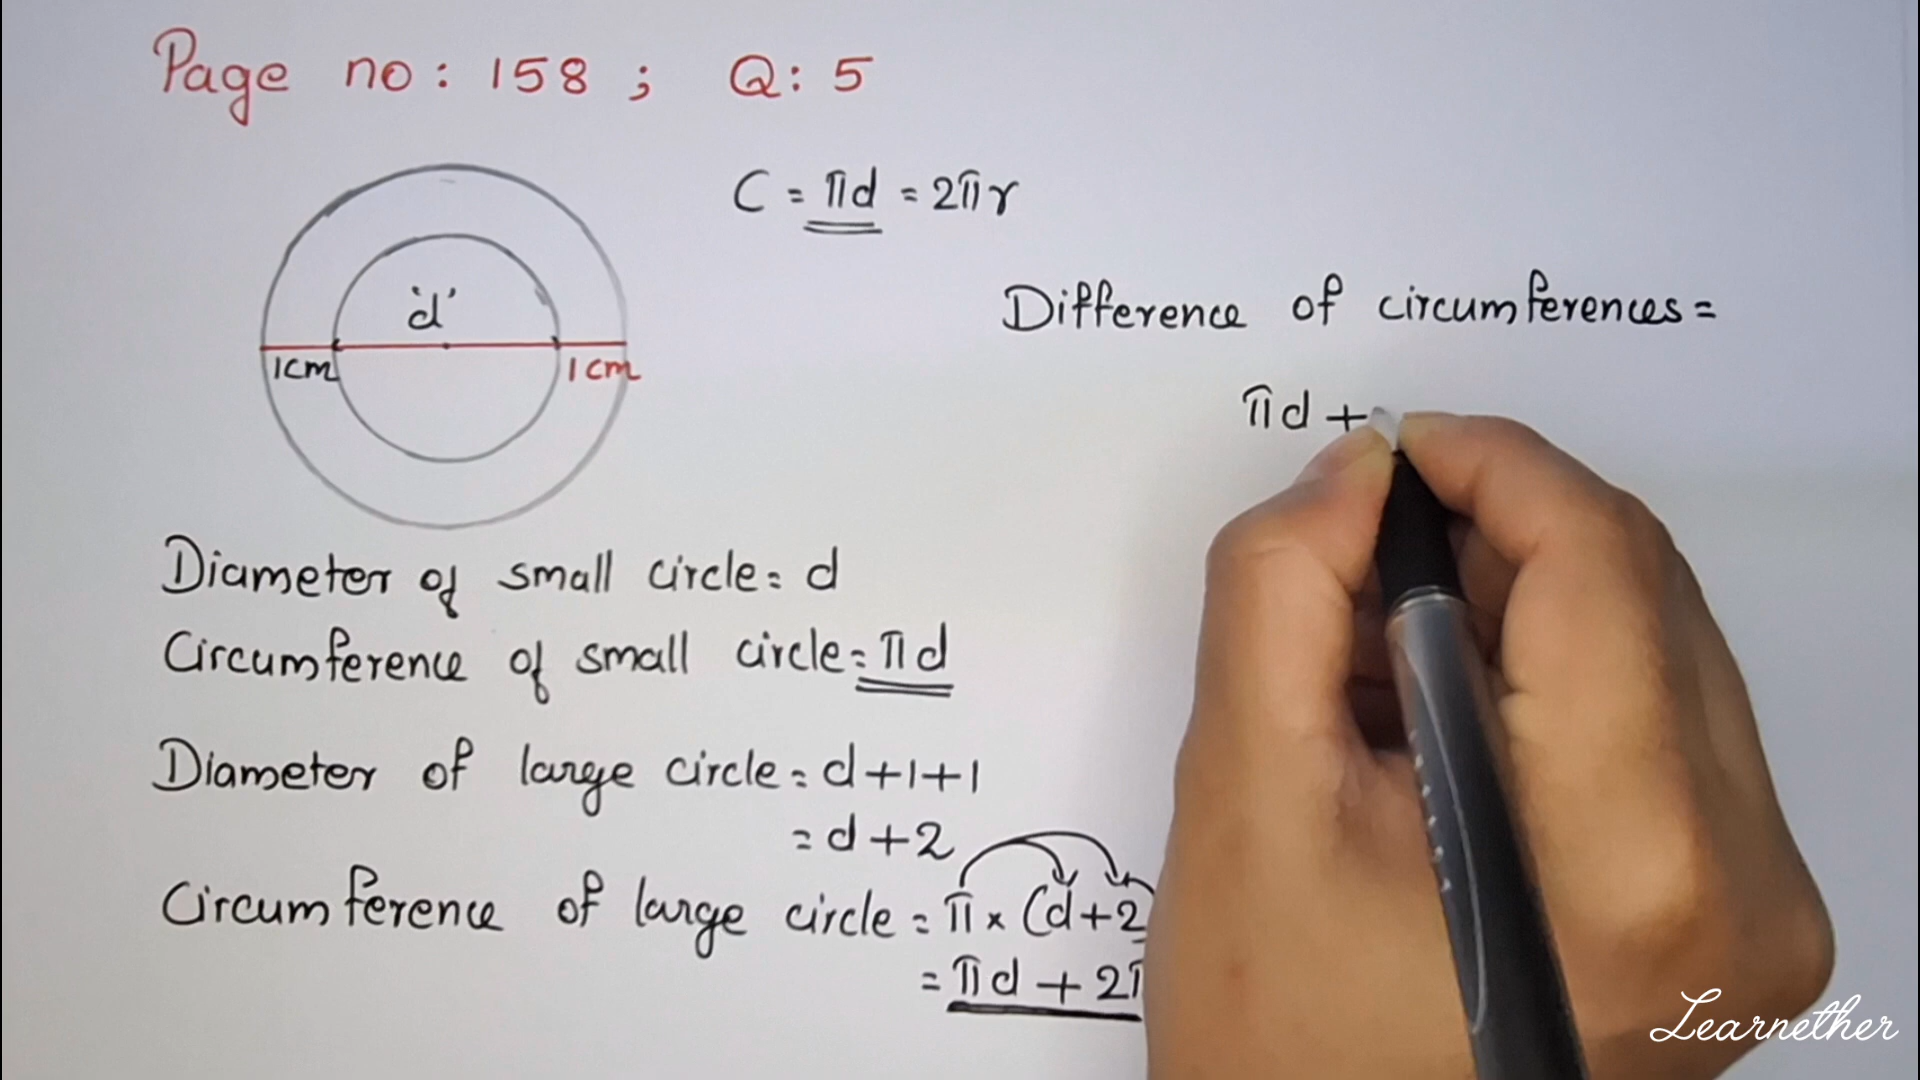 Page no: 158 ; Q: 5
C = πd = 2πr
'd'
1cm 1cm
Difference of circumferences =
πd +
Diameter of small circle = d
Circumference of small circle = πd
Diameter of large circle = d+1+1
= d+2
Circumference of large circle = π × (d+2
= πd + 2π
Learnether